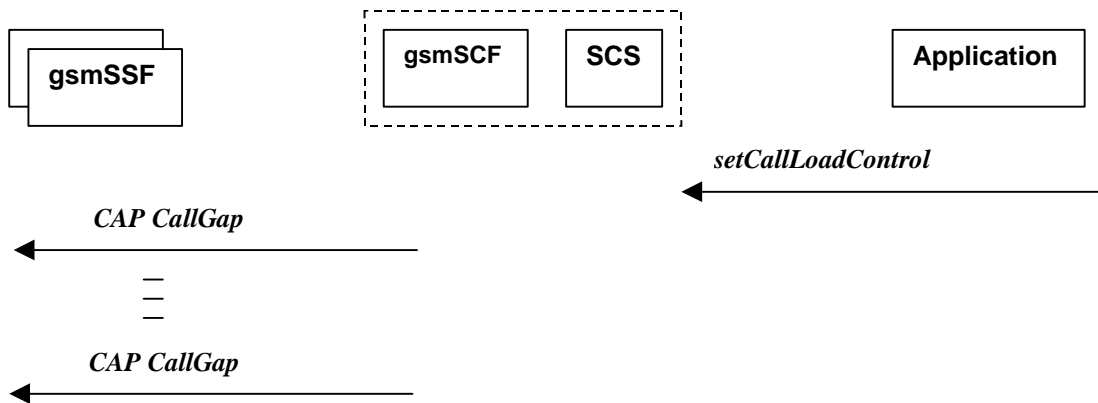 gsmSSF
gsmSCF
SCS
Application
setCallLoadControl
CAP CallGap
CAP CallGap